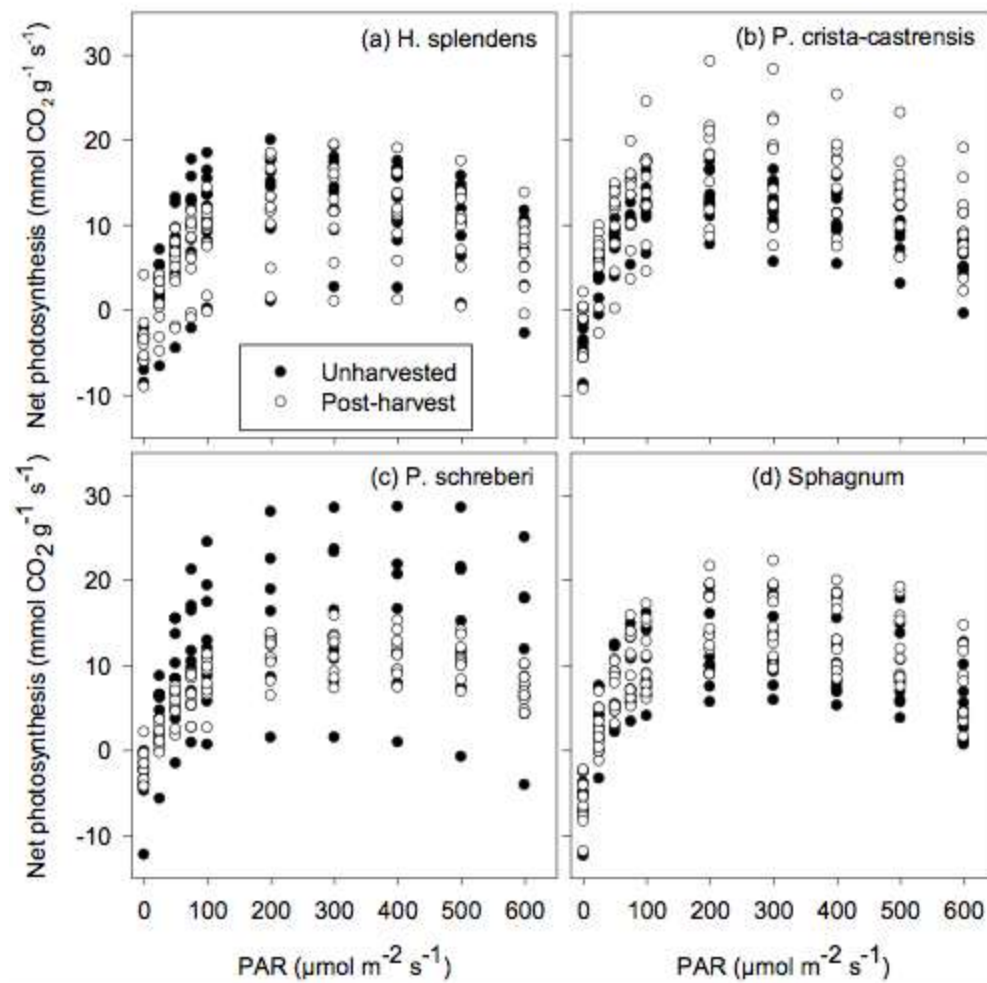 (a) H. splendens
(b) P. crista-castrensis
Net photosynthesis (mmol CO₂ g⁻¹ s⁻¹)
30
20
10
0
-10
Unharvested
Post-harvest
(c) P. schreberi
(d) Sphagnum
Net photosynthesis (mmol CO₂ g⁻¹ s⁻¹)
30
20
10
0
-10
0 100 200 300 400 500 600
0 100 200 300 400 500 600
PAR (µmol m⁻² s⁻¹)
PAR (µmol m⁻² s⁻¹)